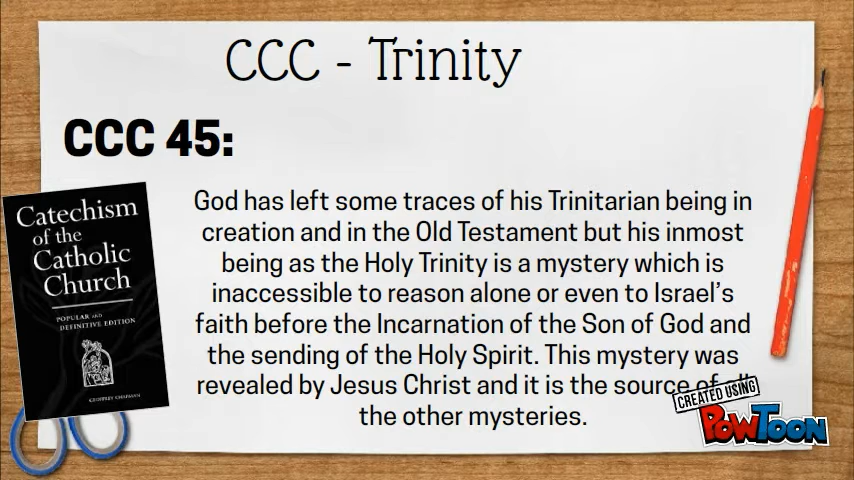 CCC - Trinity
CCC 45:
Catechism
of the
Catholic
Church
POPULAR AND
DEFINITIVE EDITION
GEOFFREY CHAPMAN
God has left some traces of his Trinitarian being in
creation and in the Old Testament but his inmost
being as the Holy Trinity is a mystery which is
inaccessible to reason alone or even to Israel’s
faith before the Incarnation of the Son of God and
the sending of the Holy Spirit. This mystery was
revealed by Jesus Christ and it is the source of all
the other mysteries.
CREATED USING
POWTOON